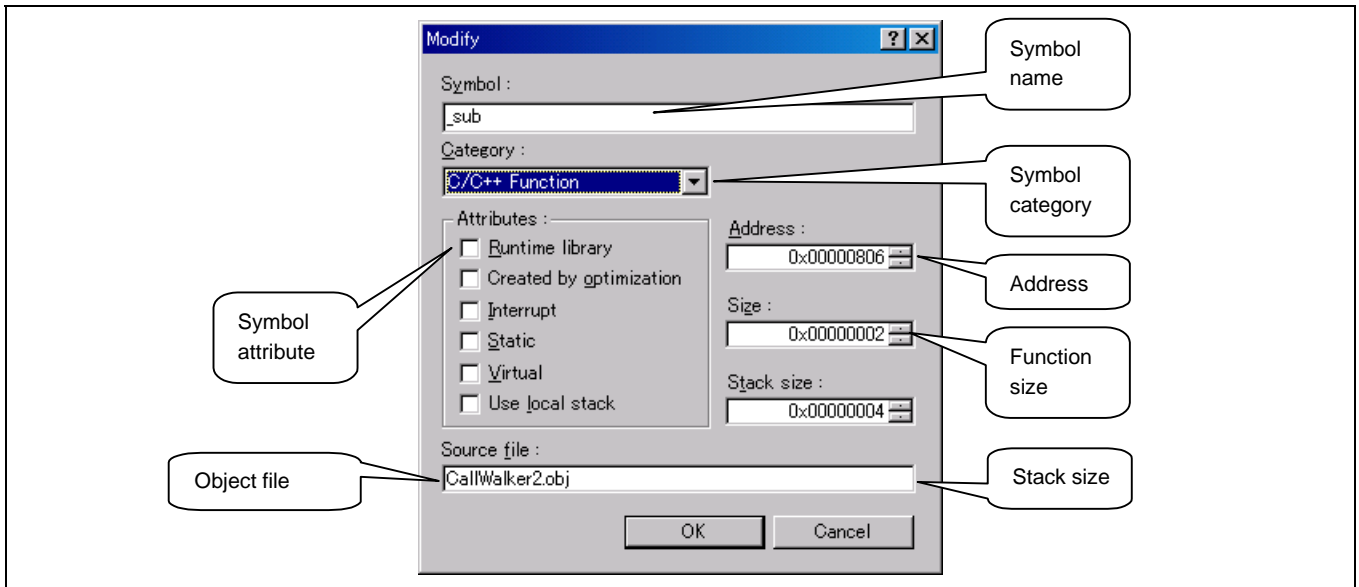 Modify
Symbol :
_sub
Category :
C/C++ Function
Attributes :
Runtime library
Created by optimization
Interrupt
Static
Virtual
Use local stack
Address :
0x00000806
Size :
0x00000002
Stack size :
0x00000004
Source file :
CallWalker2.obj
OK
Cancel
Symbol
name
Symbol
category
Address
Function
size
Stack size
Symbol
attribute
Object file